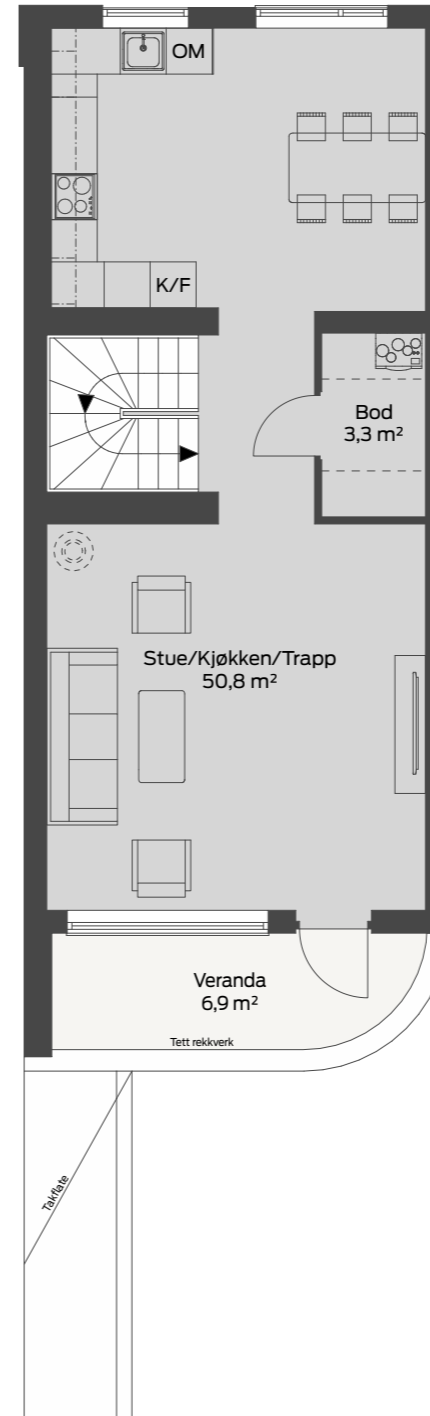 OM
K/F
Bod
3,3 m²
Stue/Kjøkken/Trapp
50,8 m²
Veranda
6,9 m²
Tett rekkverk
Takflate